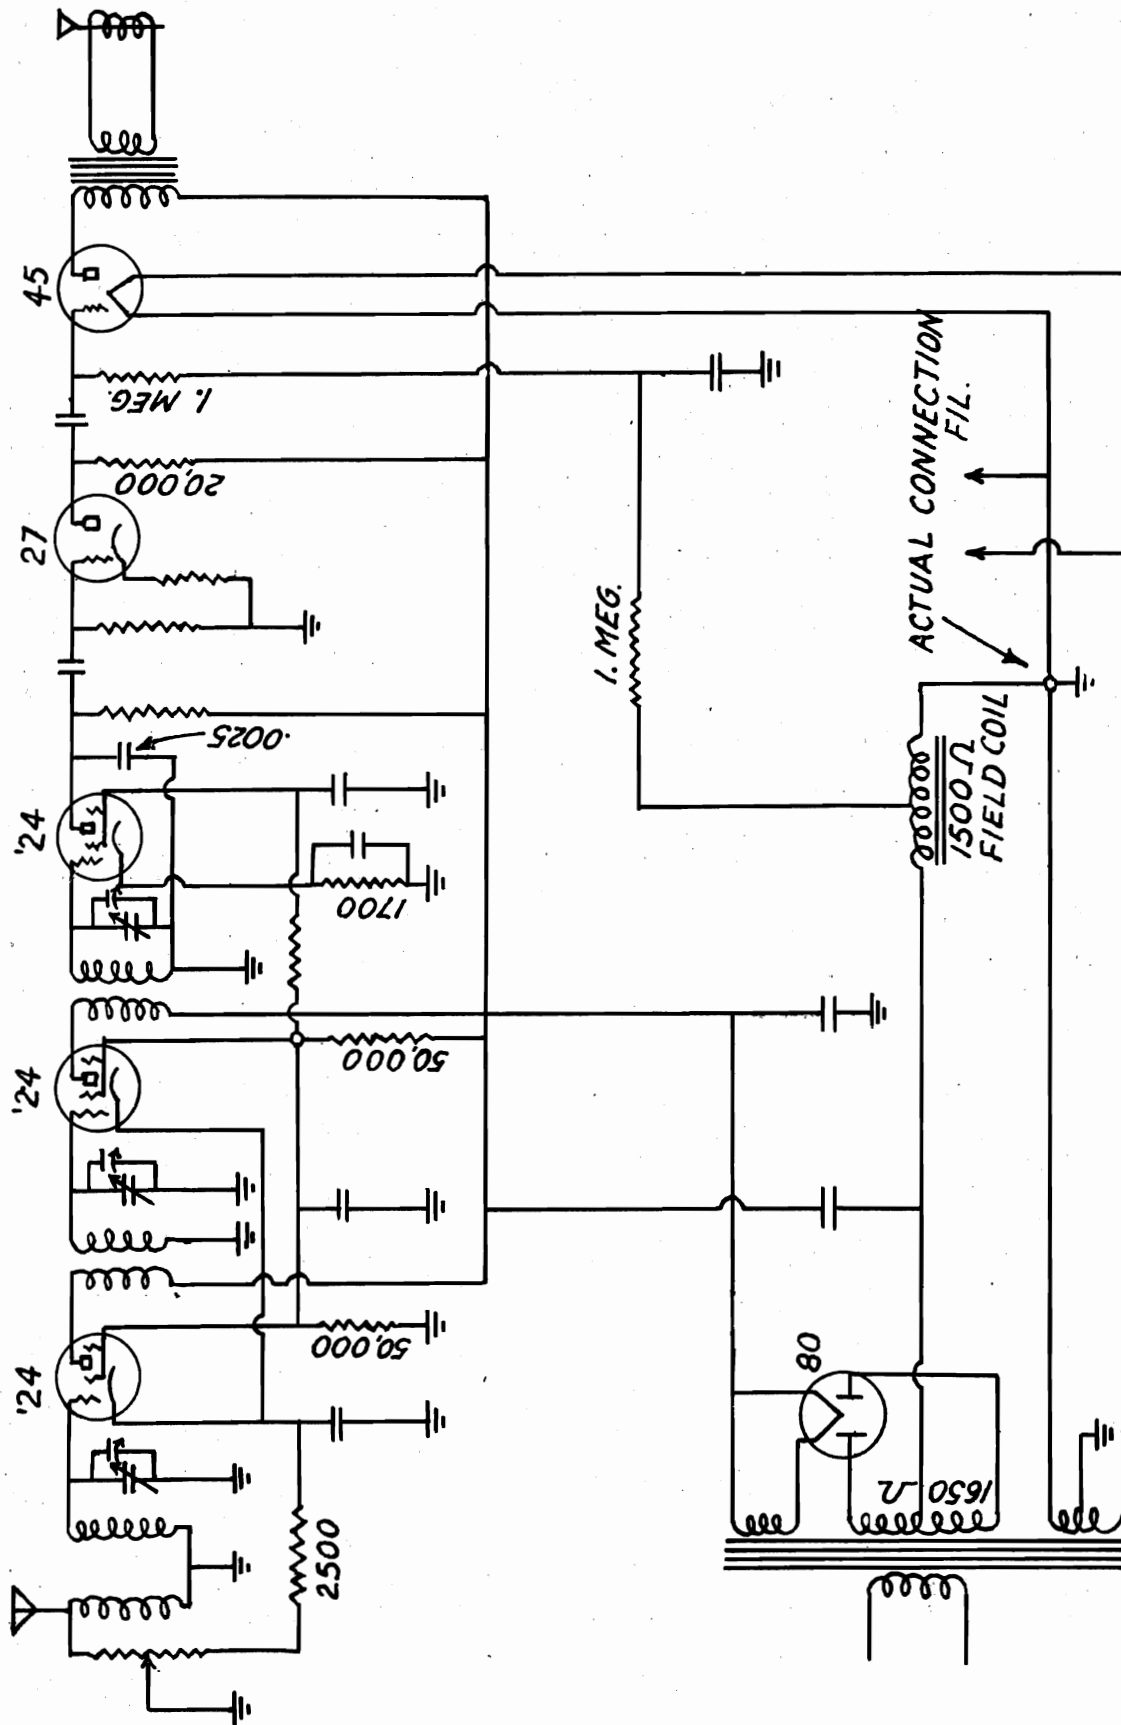 '24
'24
'24
27
45
2500
50,000
50,000
1700
.0025
20,000
1. MEG.
1. MEG.
80
1650 Ω
1500 Ω
FIELD COIL
ACTUAL CONNECTION
FIL.